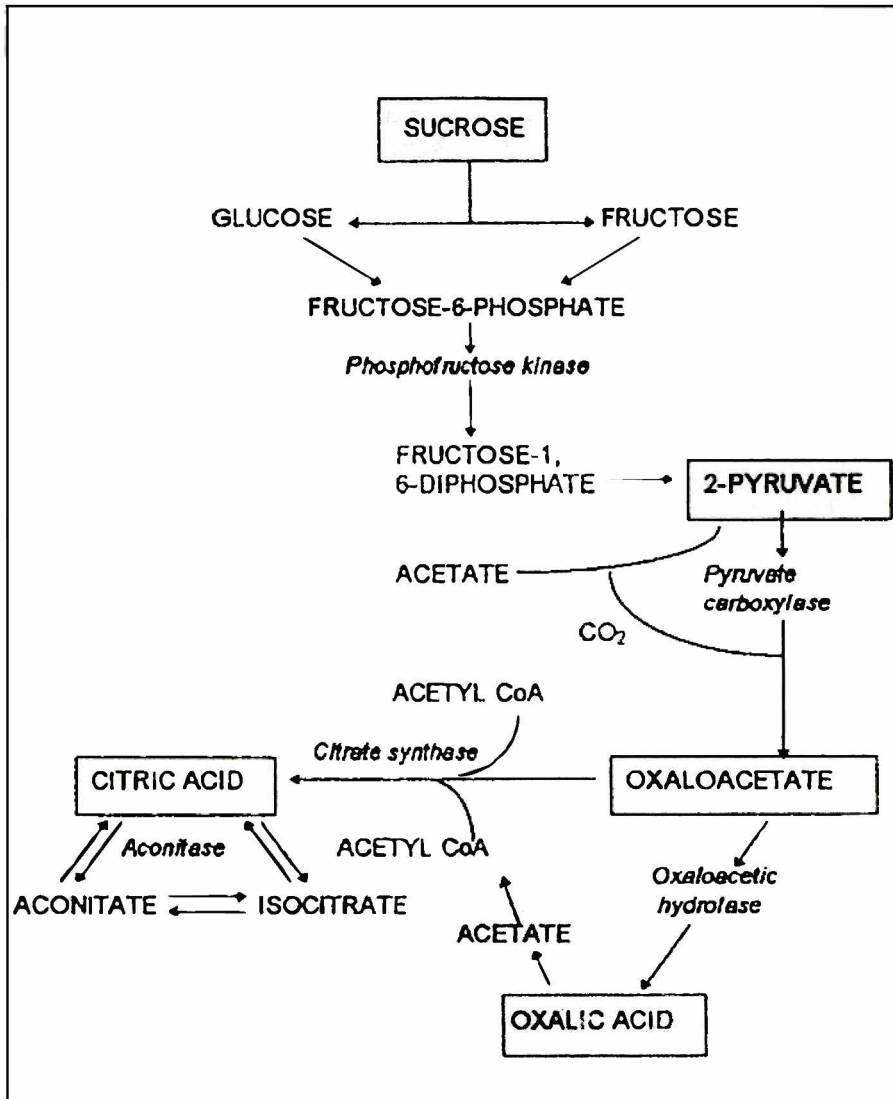 SUCROSE
GLUCOSE
FRUCTOSE
FRUCTOSE-6-PHOSPHATE
Phosphofructose kinase
FRUCTOSE-1,
6-DIPHOSPHATE
2-PYRUVATE
ACETATE
Pyruvate
carboxylase
CO₂
ACETYL CoA
Citrate synthase
CITRIC ACID
OXALOACETATE
Aconitase
ACETYL CoA
Oxaloacetic
hydrolase
ACONITATE
ISOCITRATE
ACETATE
OXALIC ACID